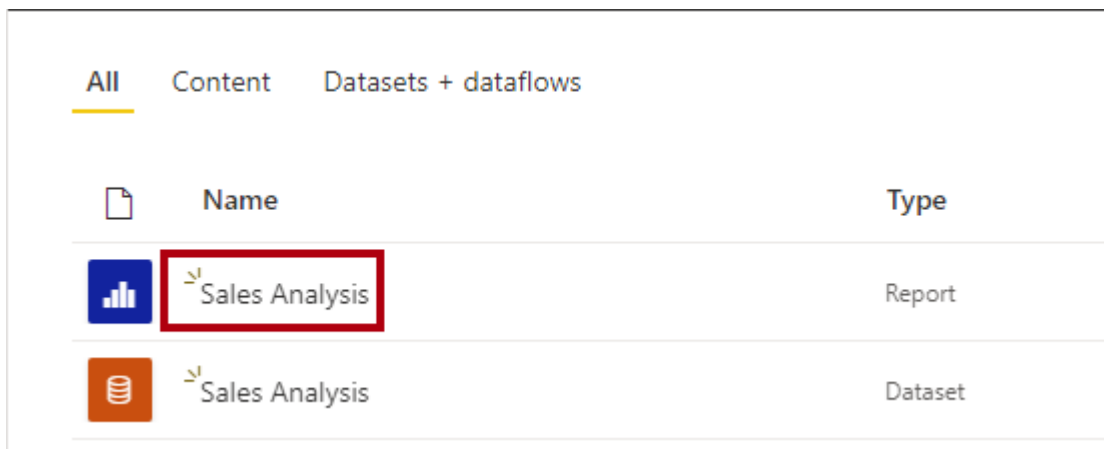 All Content Datasets + dataflows
Name Type
Sales Analysis Report
Sales Analysis Dataset